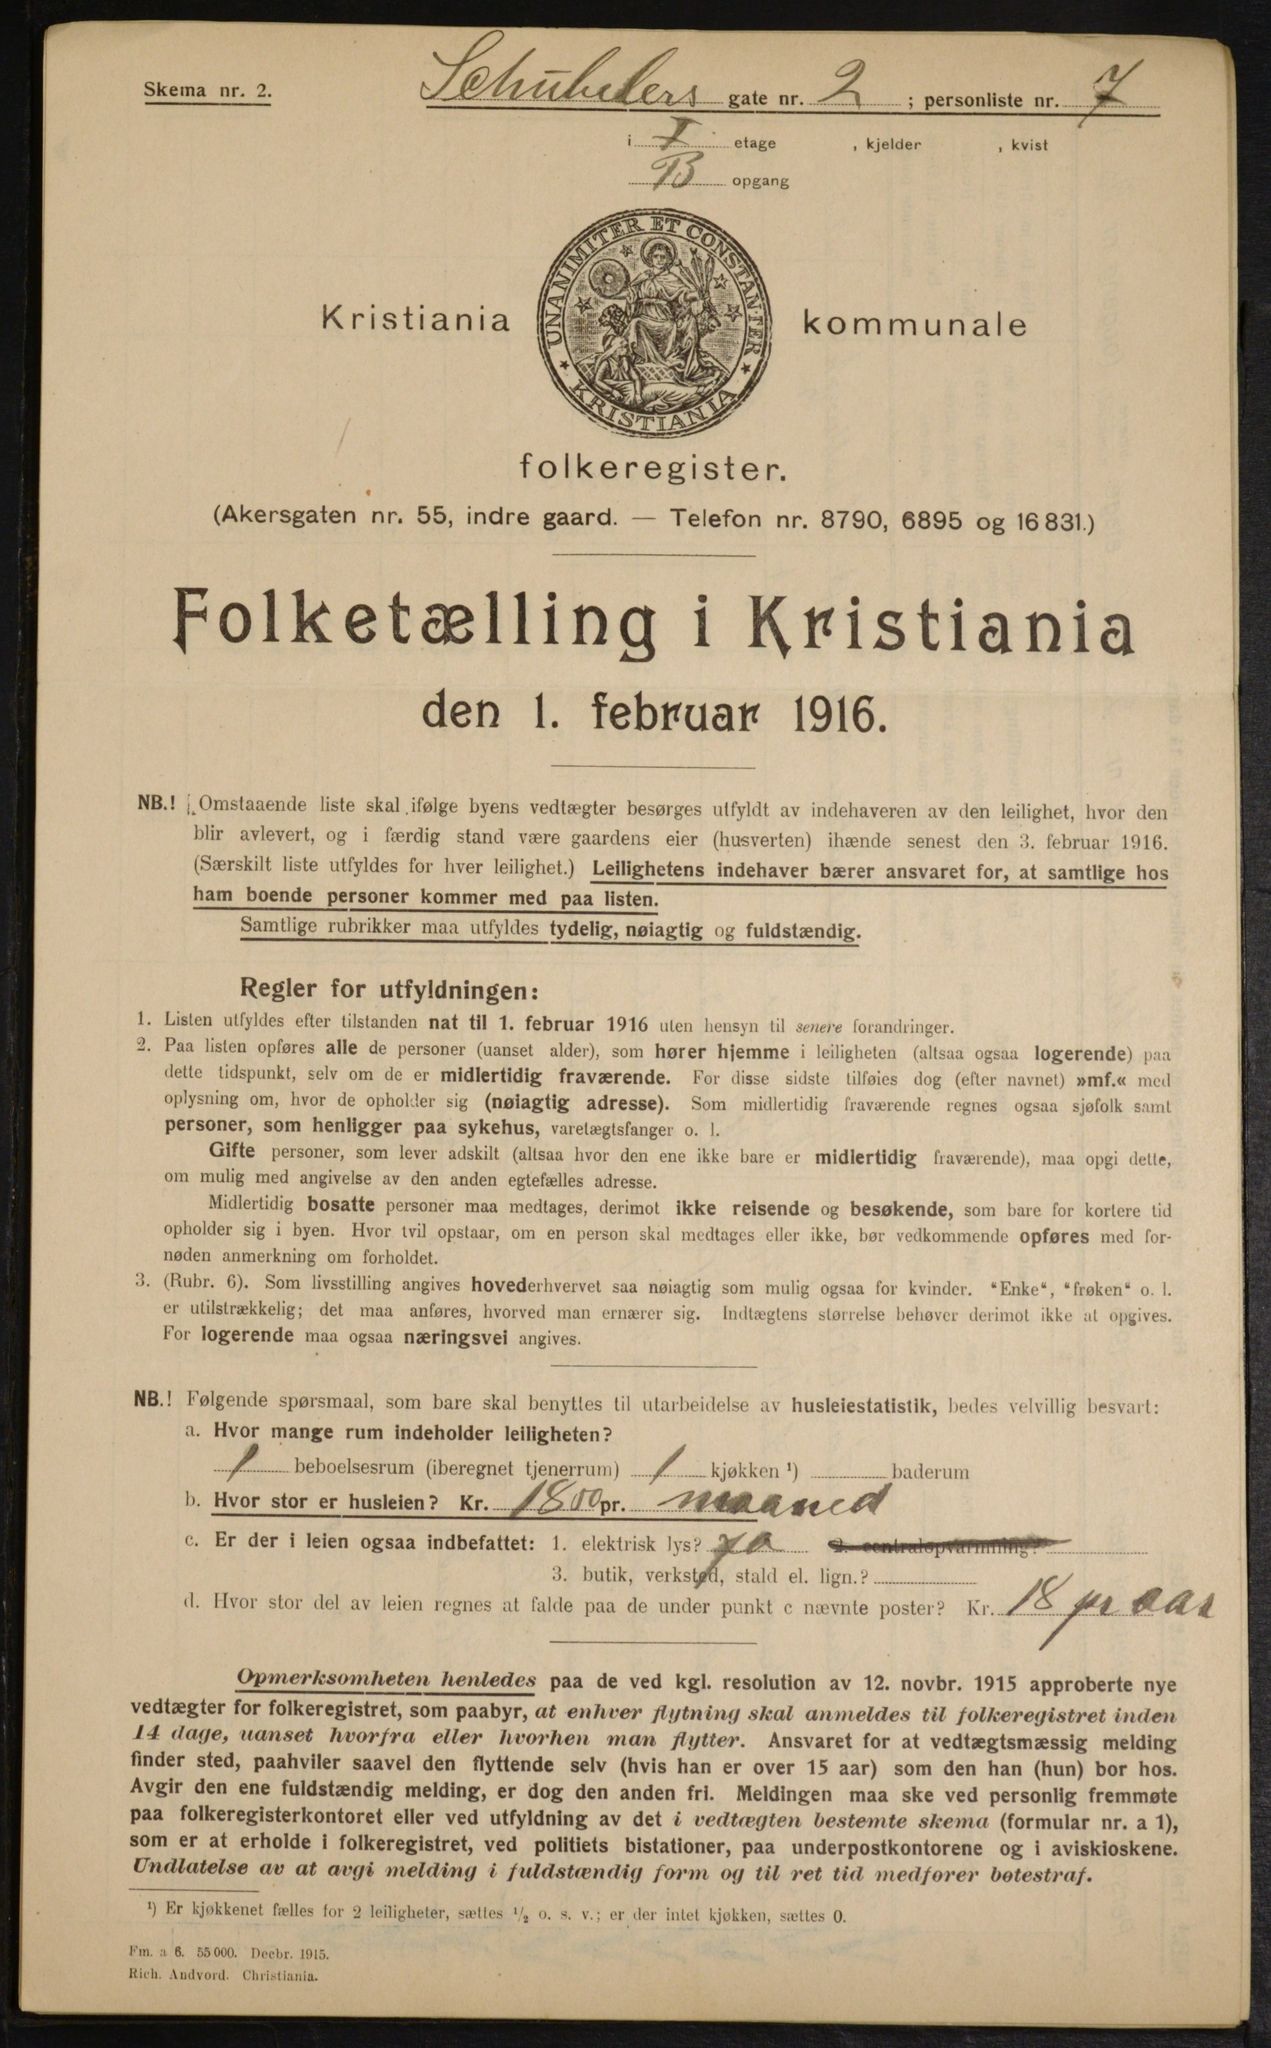 Skema nr. 2.
Schübelers gate nr. 2 ; personliste nr. 7
i I etage , kjelder , kvist
B opgang
UNANIMITER ET CONSTANTER
KRISTIANIA
Kristiania kommunale
folkeregister.
(Akersgaten nr. 55, indre gaard. — Telefon nr. 8790, 6895 og 16 831.)
Folketælling i Kristiania
den 1. februar 1916.
NB.! Omstaaende liste skal ifølge byens vedtægter besørges utfyldt av indehaveren av den leilighet, hvor den
blir avlevert, og i færdig stand være gaardens eier (husverten) ihænde senest den 3. februar 1916.
(Særskilt liste utfyldes for hver leilighet.) Leilighetens indehaver bærer ansvaret for, at samtlige hos
ham boende personer kommer med paa listen.
Samtlige rubrikker maa utfyldes tydelig, nøiagtig og fuldstændig.
Regler for utfyldningen:
1. Listen utfyldes efter tilstanden nat til 1. februar 1916 uten hensyn til senere forandringer.
2. Paa listen opføres alle de personer (uanset alder), som hører hjemme i leiligheten (altsaa ogsaa logerende) paa
dette tidspunkt, selv om de er midlertidig fraværende. For disse sidste tilføies dog (efter navnet) »mf.« med
oplysning om, hvor de opholder sig (nøiagtig adresse). Som midlertidig fraværende regnes ogsaa sjøfolk samt
personer, som henligger paa sykehus, varetægtsfanger o. l.
Gifte personer, som lever adskilt (altsaa hvor den ene ikke bare er midlertidig fraværende), maa opgi dette,
om mulig med angivelse av den anden egtefælles adresse.
Midlertidig bosatte personer maa medtages, derimot ikke reisende og besøkende, som bare for kortere tid
opholder sig i byen. Hvor tvil opstaar, om en person skal medtages eller ikke, bør vedkommende opføres med for-
nøden anmerkning om forholdet.
3. (Rubr. 6). Som livsstilling angives hovederhvervet saa nøiagtig som mulig ogsaa for kvinder. "Enke", "frøken" o. l.
er utilstrækkelig; det maa anføres, hvorved man ernærer sig. Indtægtens størrelse behøver derimot ikke at opgives.
For logerende maa ogsaa næringsvei angives.
NB.! Følgende spørsmaal, som bare skal benyttes til utarbeidelse av husleiestatistik, bedes velvillig besvart:
a. Hvor mange rum indeholder leiligheten?
1 beboelsesrum (iberegnet tjenerrum) 1 kjøkken ¹) baderum
b. Hvor stor er husleien? Kr. 1800 pr. maaned
c. Er der i leien ogsaa indbefattet: 1. elektrisk lys? ja 2. centralopvarmning?
3. butik, verksted, stald el. lign.?
d. Hvor stor del av leien regnes at falde paa de under punkt c nævnte poster? Kr. 18 pr aar
Opmerksomheten henledes paa de ved kgl. resolution av 12. novbr. 1915 approberte nye
vedtægter for folkeregistret, som paabyr, at enhver flytning skal anmeldes til folkeregistret inden
14 dage, uanset hvorfra eller hvorhen man flytter. Ansvaret for at vedtægtsmæssig melding
finder sted, paahviler saavel den flyttende selv (hvis han er over 15 aar) som den han (hun) bor hos.
Avgir den ene fuldstændig melding, er dog den anden fri. Meldingen maa ske ved personlig fremmøte
paa folkeregisterkontoret eller ved utfyldning av det i vedtægten bestemte skema (formular nr. a 1),
som er at erholde i folkeregistret, ved politiets bistationer, paa underpostkontorene og i aviskioskene.
Undlatelse av at avgi melding i fuldstændig form og til ret tid medfører bøtestraf.
¹) Er kjøkkenet fælles for 2 leiligheter, sættes ½ o. s. v.; er der intet kjøkken, sættes 0.
Fm. a 6. 55 000. Decbr. 1915.
Rich. Andvord. Christiania.